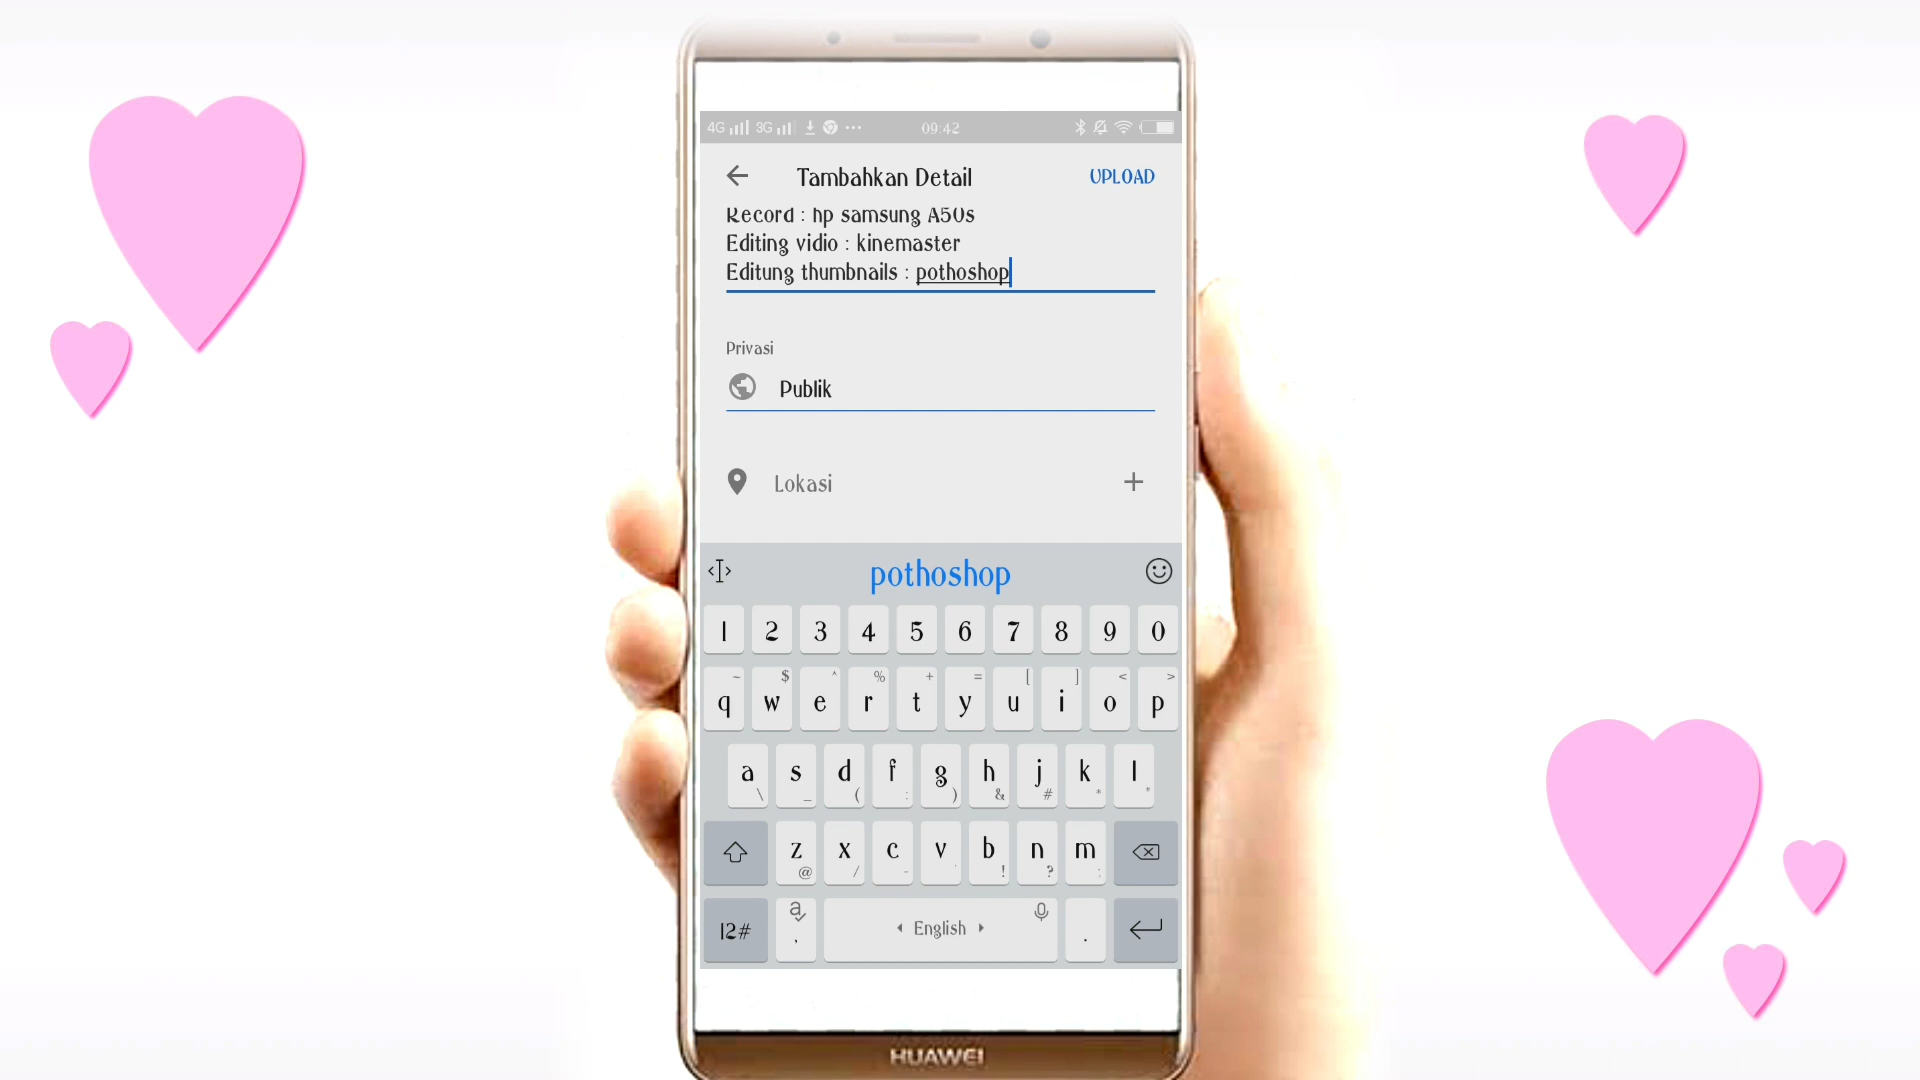 4G 3G 09:42
Tambahkan Detail UPLOAD
Record : hp samsung A50s
Editing vidio : kinemaster
Editung thumbnails : pothoshop
Privasi
Publik
Lokasi +
pothoshop
1 2 3 4 5 6 7 8 9 0
~ $ ^ % + = [ ] < >
q w e r t y u i o p
a s d f g h j k l
\ _ ( : ) & # * "
z x c v b n m
@ / - ' ! ? ;
12# , English .
HUAWEI